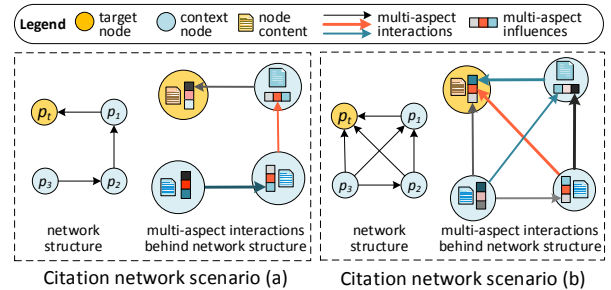 Legend
target node
context node
node content
multi-aspect interactions
multi-aspect influences
pt
p1
p3
p2
network structure
multi-aspect interactions behind network structure
Citation network scenario (a)
pt
p1
p3
p2
network structure
multi-aspect interactions behind network structure
Citation network scenario (b)